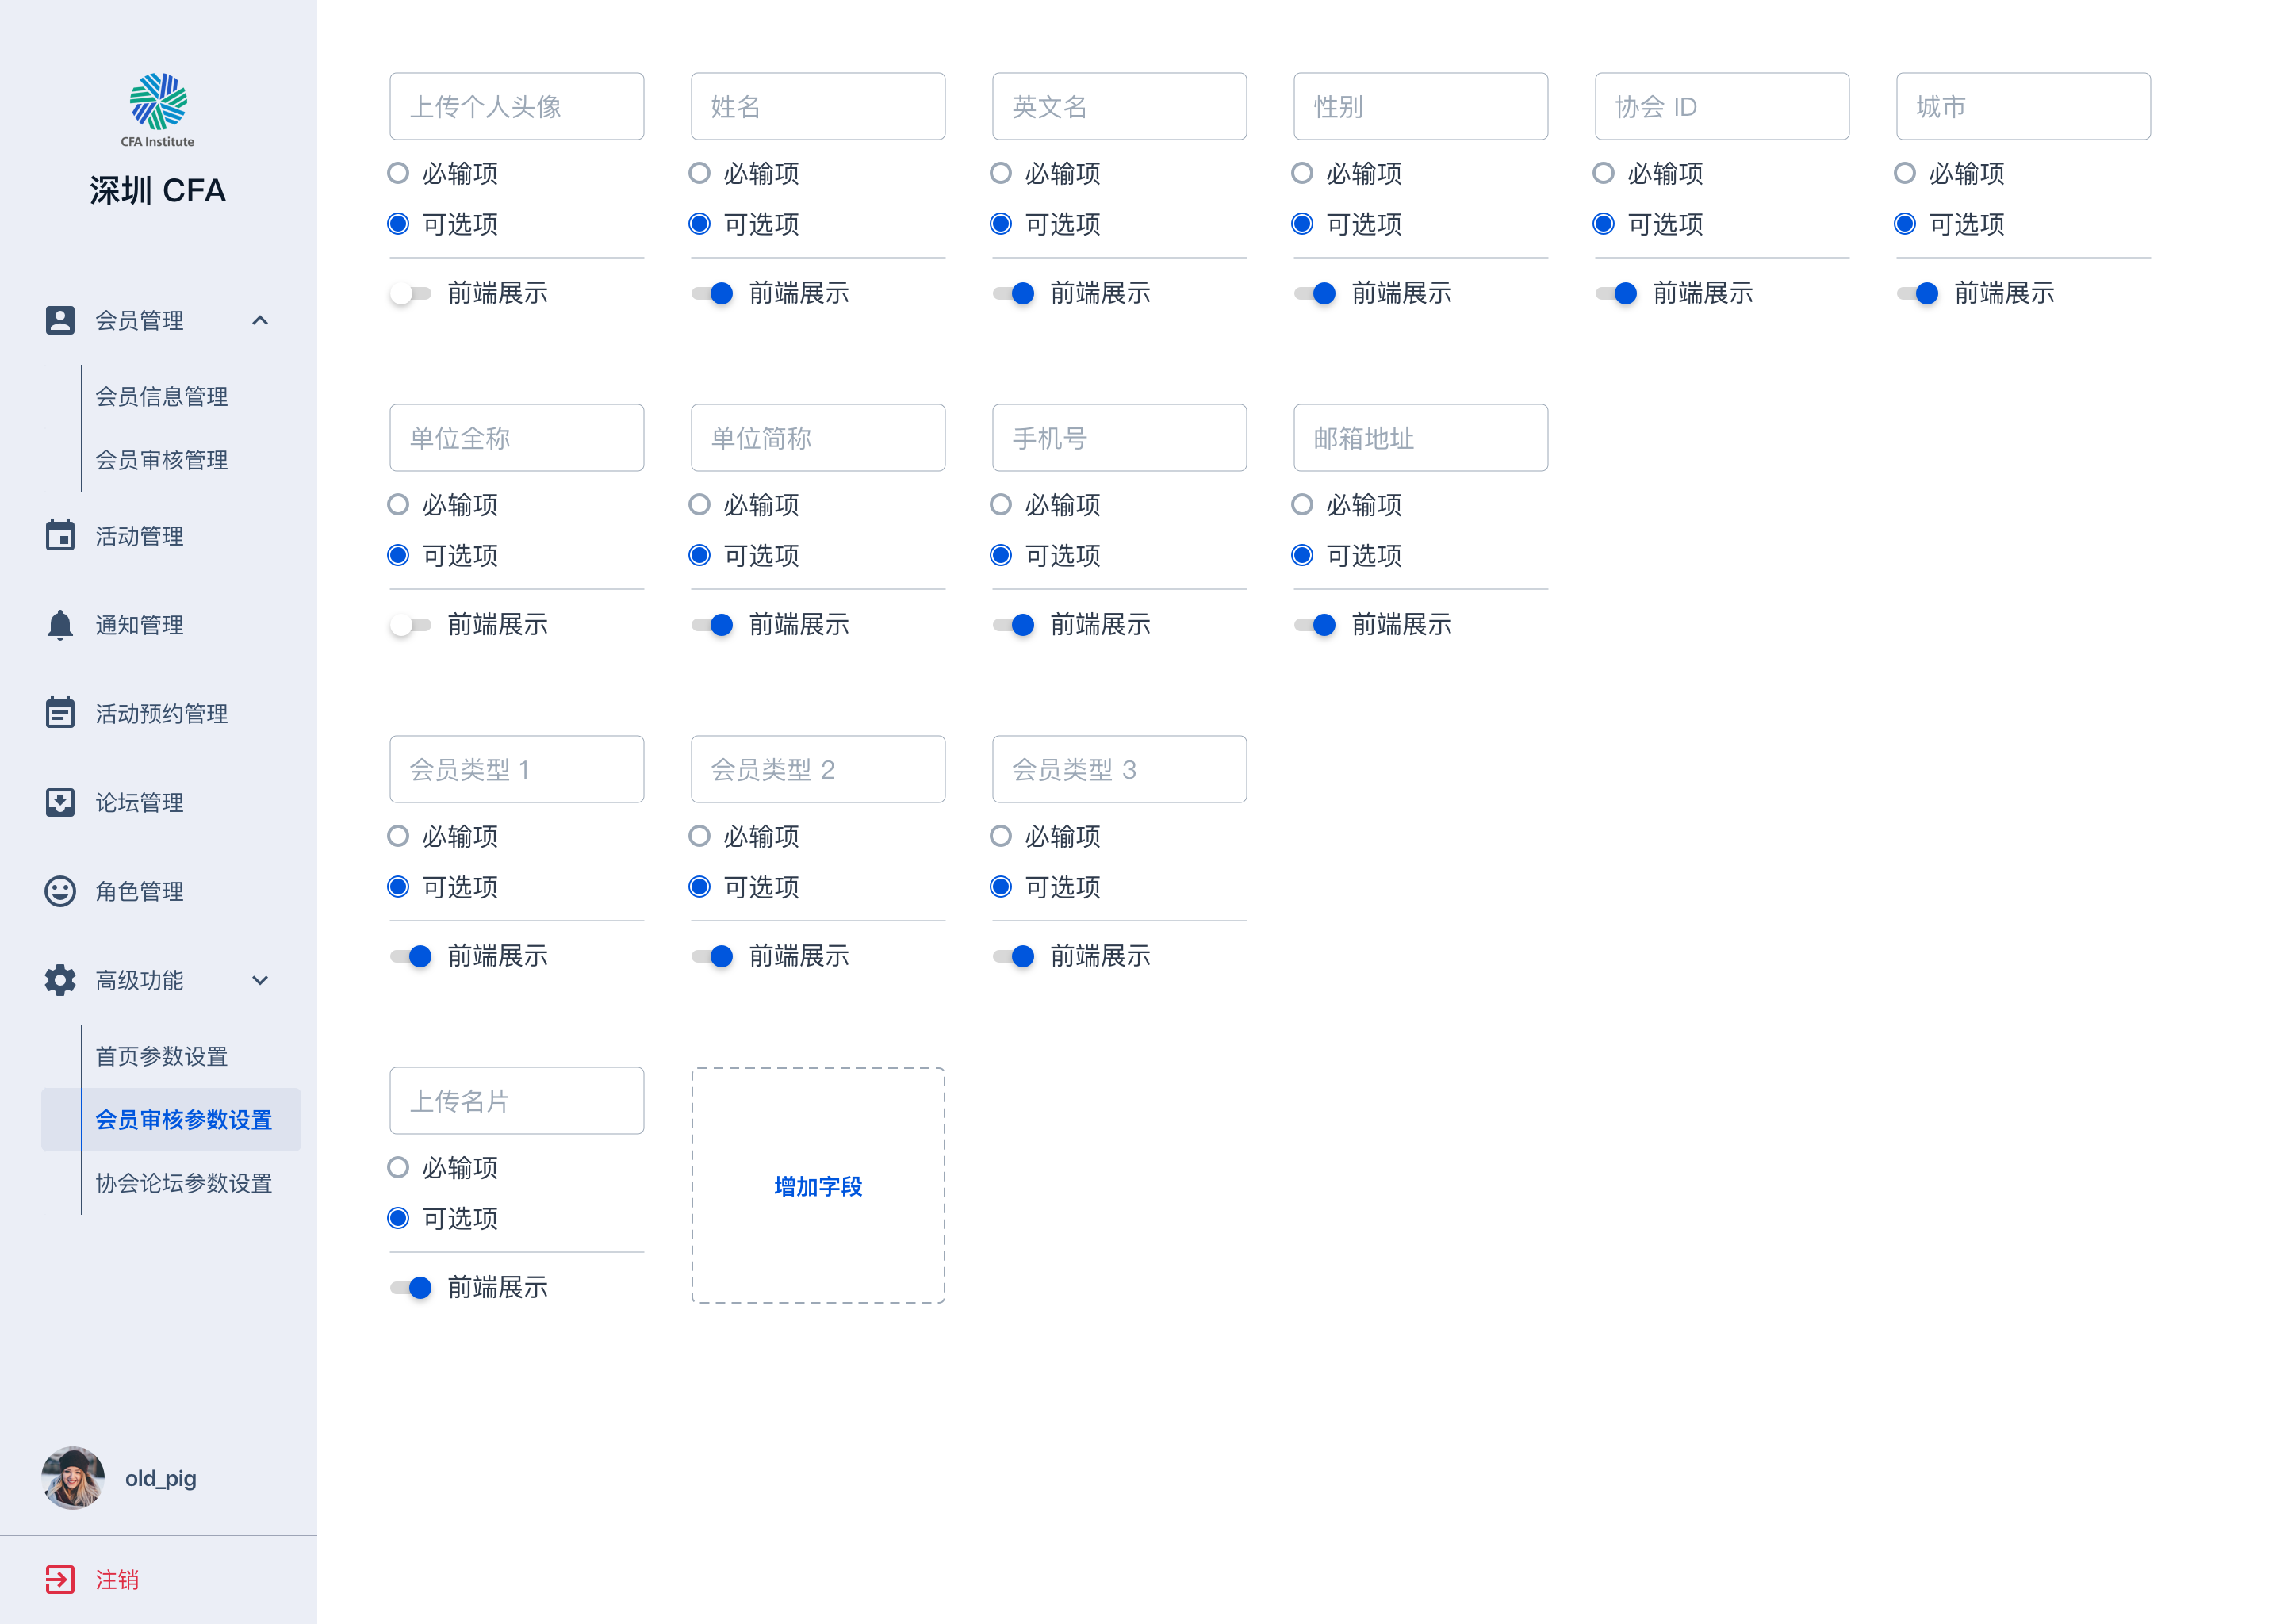 CFA Institute
深圳 CFA
会员管理
会员信息管理
会员审核管理
活动管理
通知管理
活动预约管理
论坛管理
角色管理
高级功能
首页参数设置
会员审核参数设置
协会论坛参数设置
old_pig
注销
上传个人头像 姓名 英文名 性别 协会 ID 城市
必输项 必输项 必输项 必输项 必输项 必输项
可选项 可选项 可选项 可选项 可选项 可选项
前端展示 前端展示 前端展示 前端展示 前端展示 前端展示
单位全称 单位简称 手机号 邮箱地址
必输项 必输项 必输项 必输项
可选项 可选项 可选项 可选项
前端展示 前端展示 前端展示 前端展示
会员类型 1 会员类型 2 会员类型 3
必输项 必输项 必输项
可选项 可选项 可选项
前端展示 前端展示 前端展示
上传名片
必输项
可选项
前端展示
增加字段